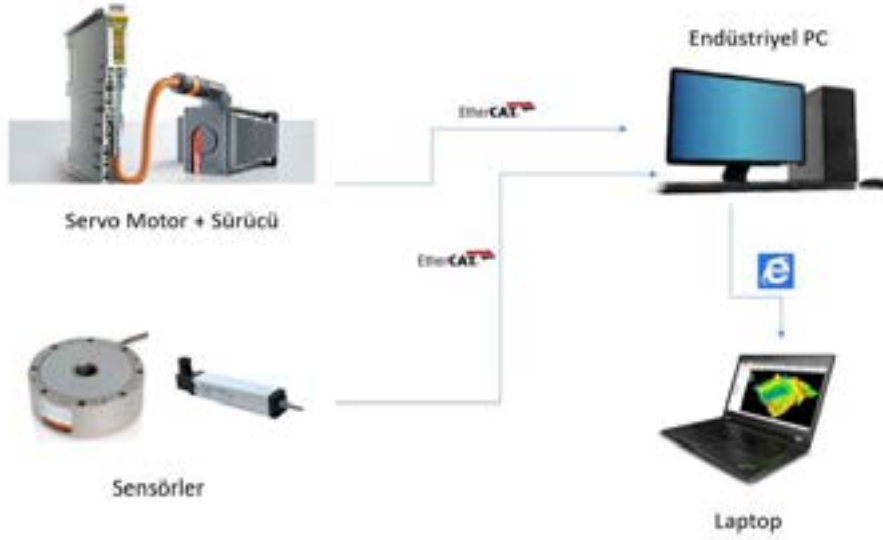 Endüstriyel PC
EtherCAT
Servo Motor + Sürücü
EtherCAT
Sensörler
Laptop